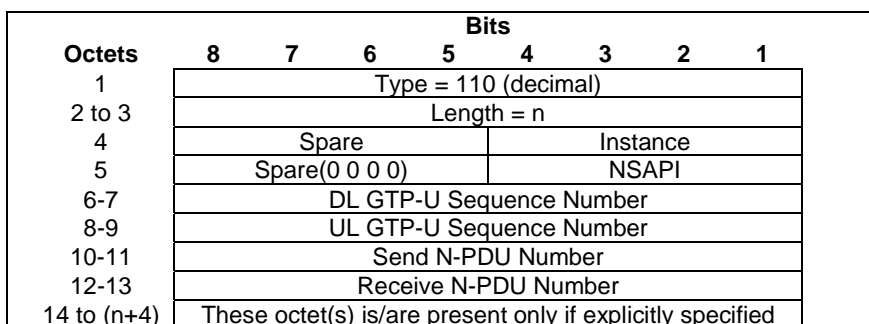 Bits
Octets 8 7 6 5 4 3 2 1
1 Type = 110 (decimal)
2 to 3 Length = n
4 Spare Instance
5 Spare(0 0 0 0) NSAPI
6-7 DL GTP-U Sequence Number
8-9 UL GTP-U Sequence Number
10-11 Send N-PDU Number
12-13 Receive N-PDU Number
14 to (n+4) These octet(s) is/are present only if explicitly specified